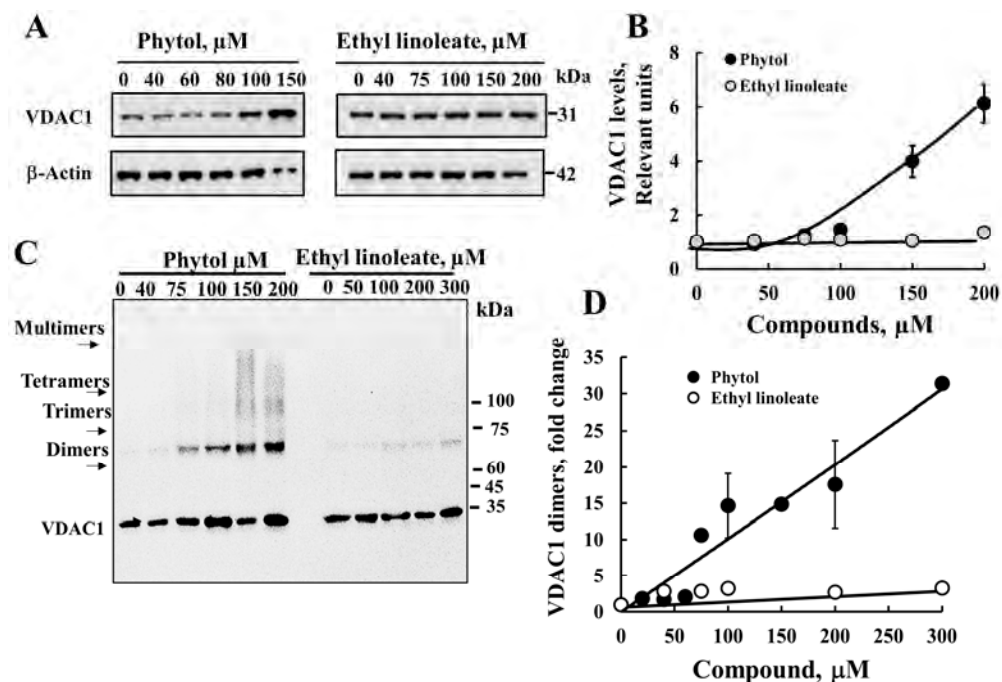 A
Phytol, µM
Ethyl linoleate, µM
0 40 60 80 100 150
0 40 75 100 150 200
kDa
VDAC1
31
β-Actin
42
B
VDAC1 levels,
Relevant units
8
6
4
2
0
Phytol
Ethyl linoleate
0 50 100 150 200
Compounds, µM
C
Phytol µM
Ethyl linoleate, µM
0 40 75 100 150 200
0 50 100 200 300
kDa
Multimers
Tetramers
Trimers
Dimers
VDAC1
100
75
60
45
35
D
VDAC1 dimers, fold change
35
30
25
20
15
10
5
0
Phytol
Ethyl linoleate
0 50 100 150 200 250 300
Compound, µM